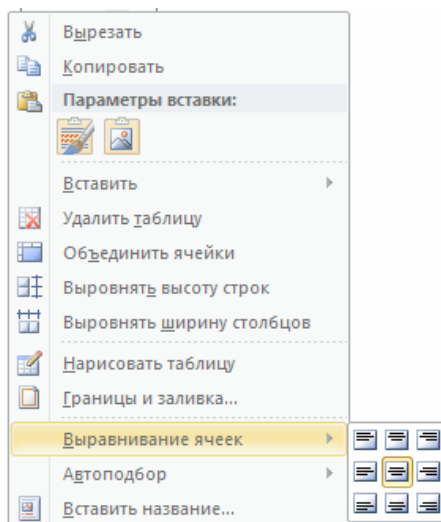 Вырезать
Копировать
Параметры вставки:
Вставить
Удалить таблицу
Объединить ячейки
Выровнять высоту строк
Выровнять ширину столбцов
Нарисовать таблицу
Границы и заливка...
Выравнивание ячеек
Автоподбор
Вставить название...